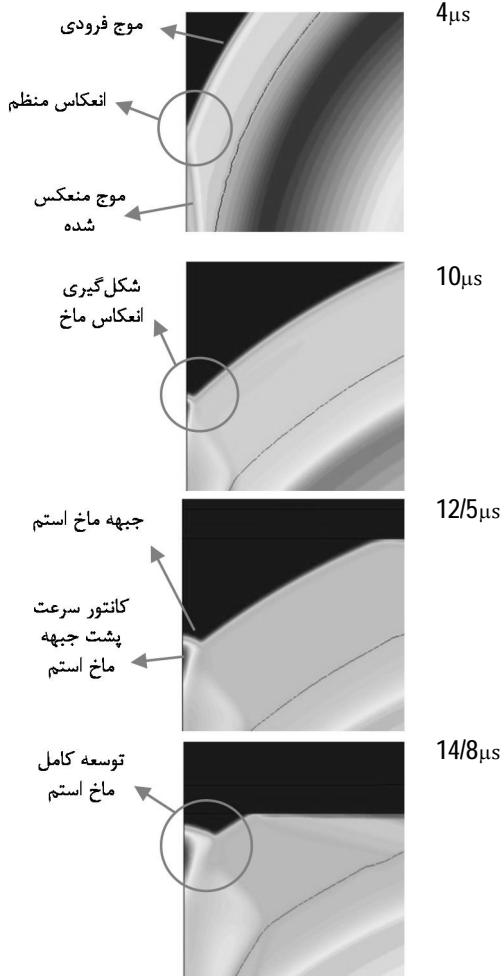 4μs
موج فرودی
انعکاس منظم
موج منعکس
شده
10μs
شکل‌گیری
انعکاس ماخ
12/5μs
جبهه ماخ استم
کانتور سرعت
پشت جبهه
ماخ استم
14/8μs
توسعه کامل
ماخ استم